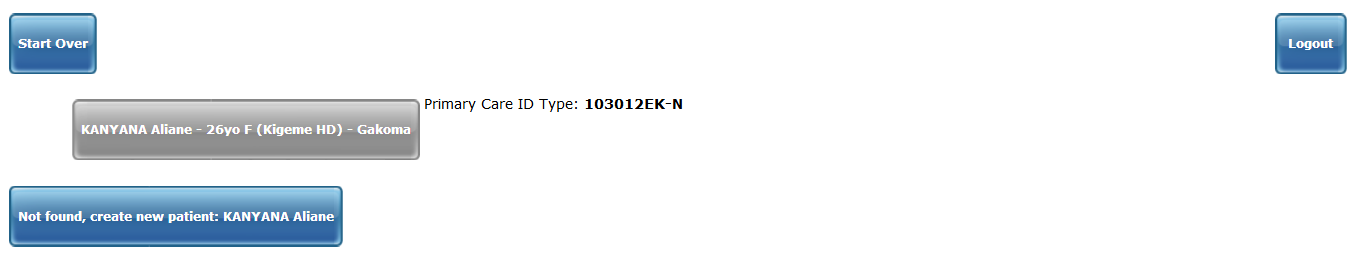 Start Over
Logout
KANYANA Aliane - 26yo F (Kigeme HD) - Gakoma
Primary Care ID Type: 103012EK-N
Not found, create new patient: KANYANA Aliane